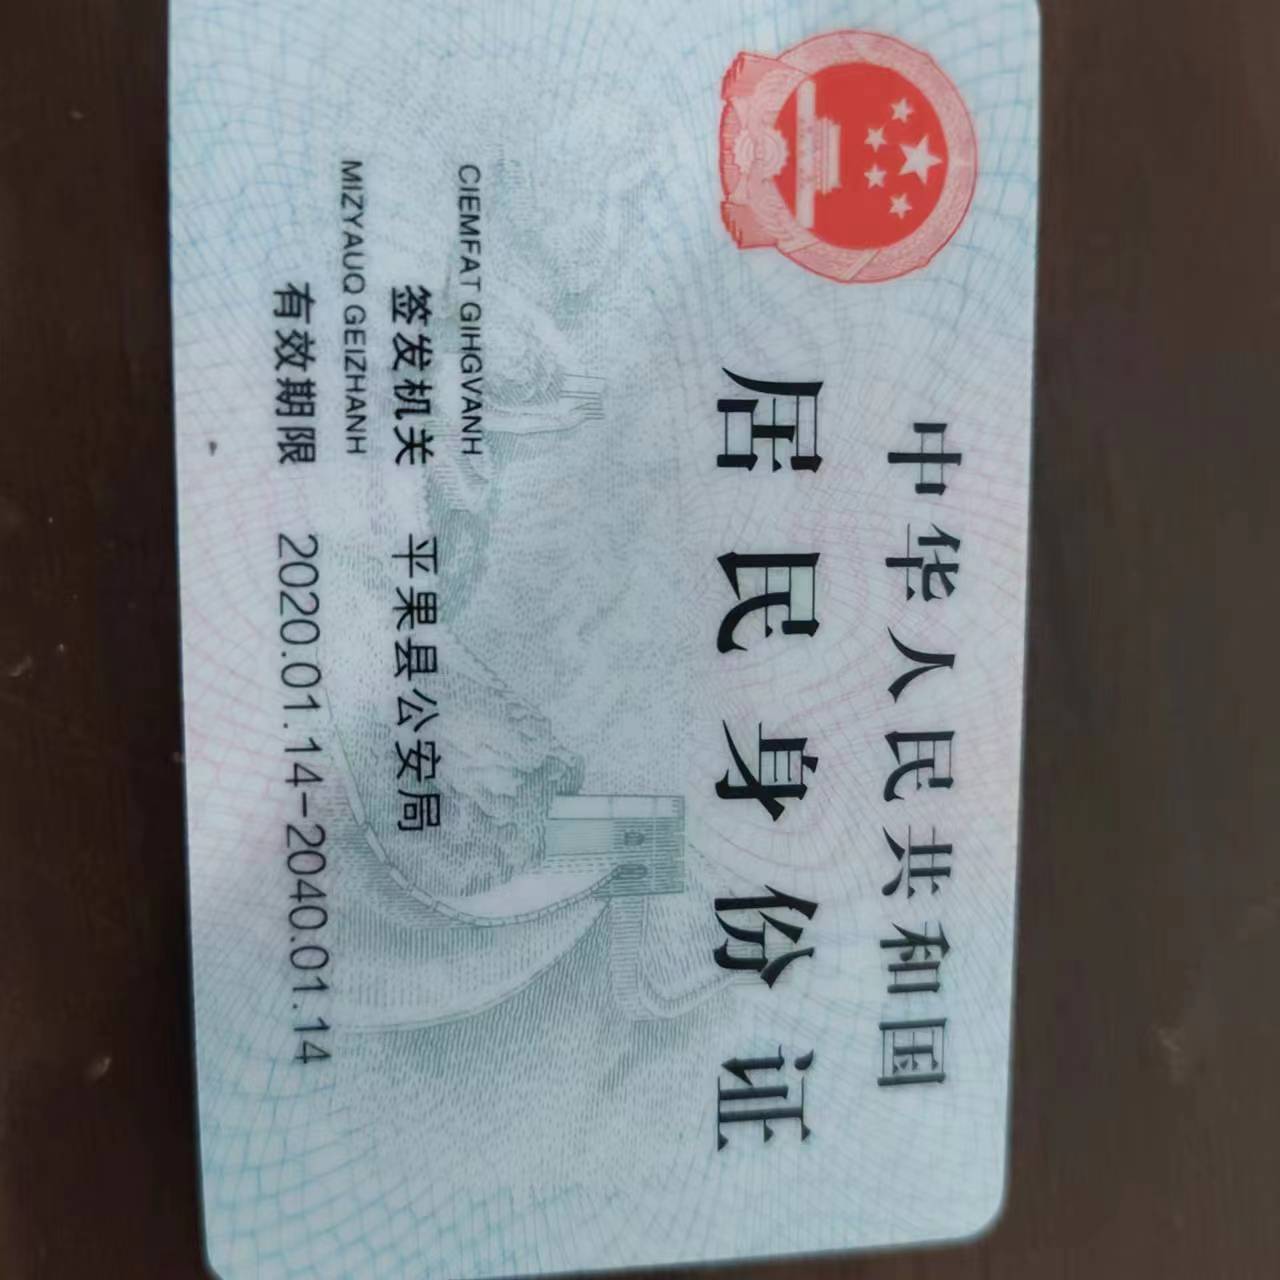 中华人民共和国
居民身份证
CIEMFAT GIHGVANH
签发机关 平果县公安局
MIZYAUQ GEIZHANH
有效期限 2020.01.14-2040.01.14